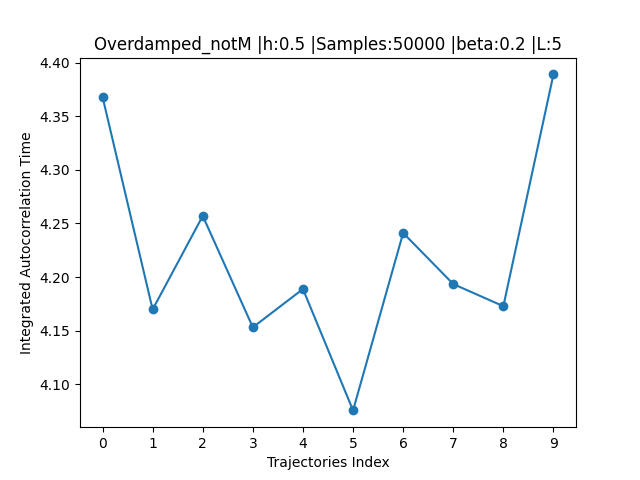 Overdamped_notM |h:0.5 |Samples:50000 |beta:0.2 |L:5
Integrated Autocorrelation Time
4.40
4.35
4.30
4.25
4.20
4.15
4.10
0 1 2 3 4 5 6 7 8 9
Trajectories Index